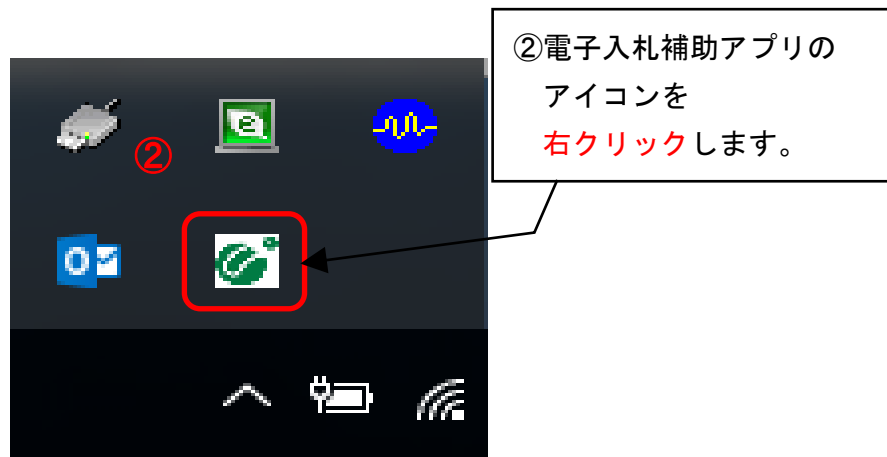 ②電子入札補助アプリの
アイコンを
右クリックします。
②
e
o